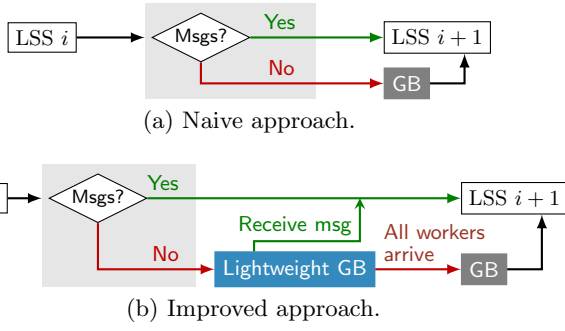 LSS i
Msgs?
Yes
LSS i + 1
No
GB
(a) Naive approach.
Msgs?
Yes
LSS i + 1
Receive msg
All workers
arrive
No
Lightweight GB
GB
(b) Improved approach.